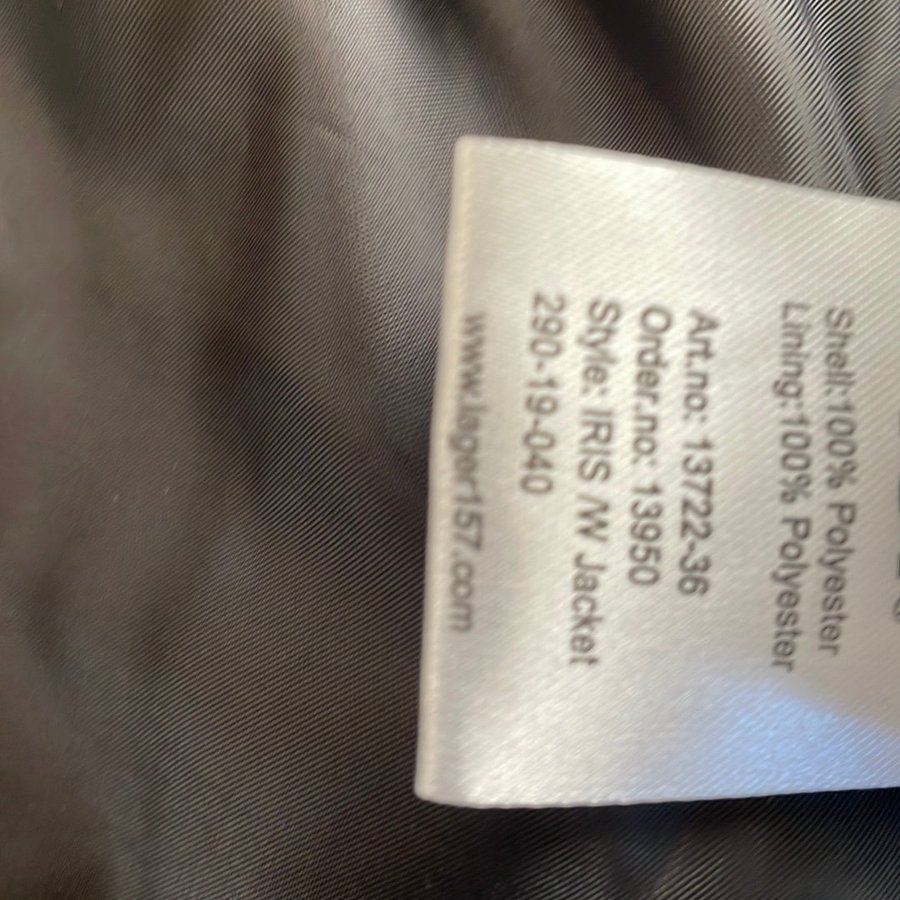 Shell:100% Polyester
Lining:100% Polyester
Art.no: 13722-36
Order.no: 13950
Style: IRIS /W Jacket
290-19-040
www.lager157.com